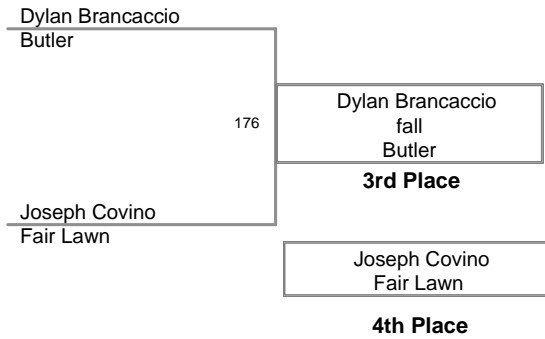 Dylan Brancaccio
Butler
176
Dylan Brancaccio
fall
Butler
3rd Place
Joseph Covino
Fair Lawn
Joseph Covino
Fair Lawn
4th Place